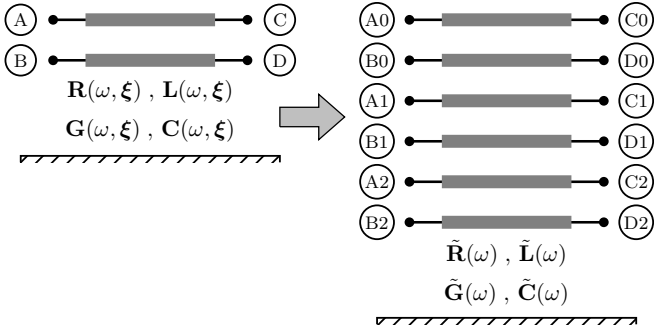 A C
B D
R(ω, ξ) , L(ω, ξ)
G(ω, ξ) , C(ω, ξ)
A0 C0
B0 D0
A1 C1
B1 D1
A2 C2
B2 D2
R̃(ω) , L̃(ω)
G̃(ω) , C̃(ω)